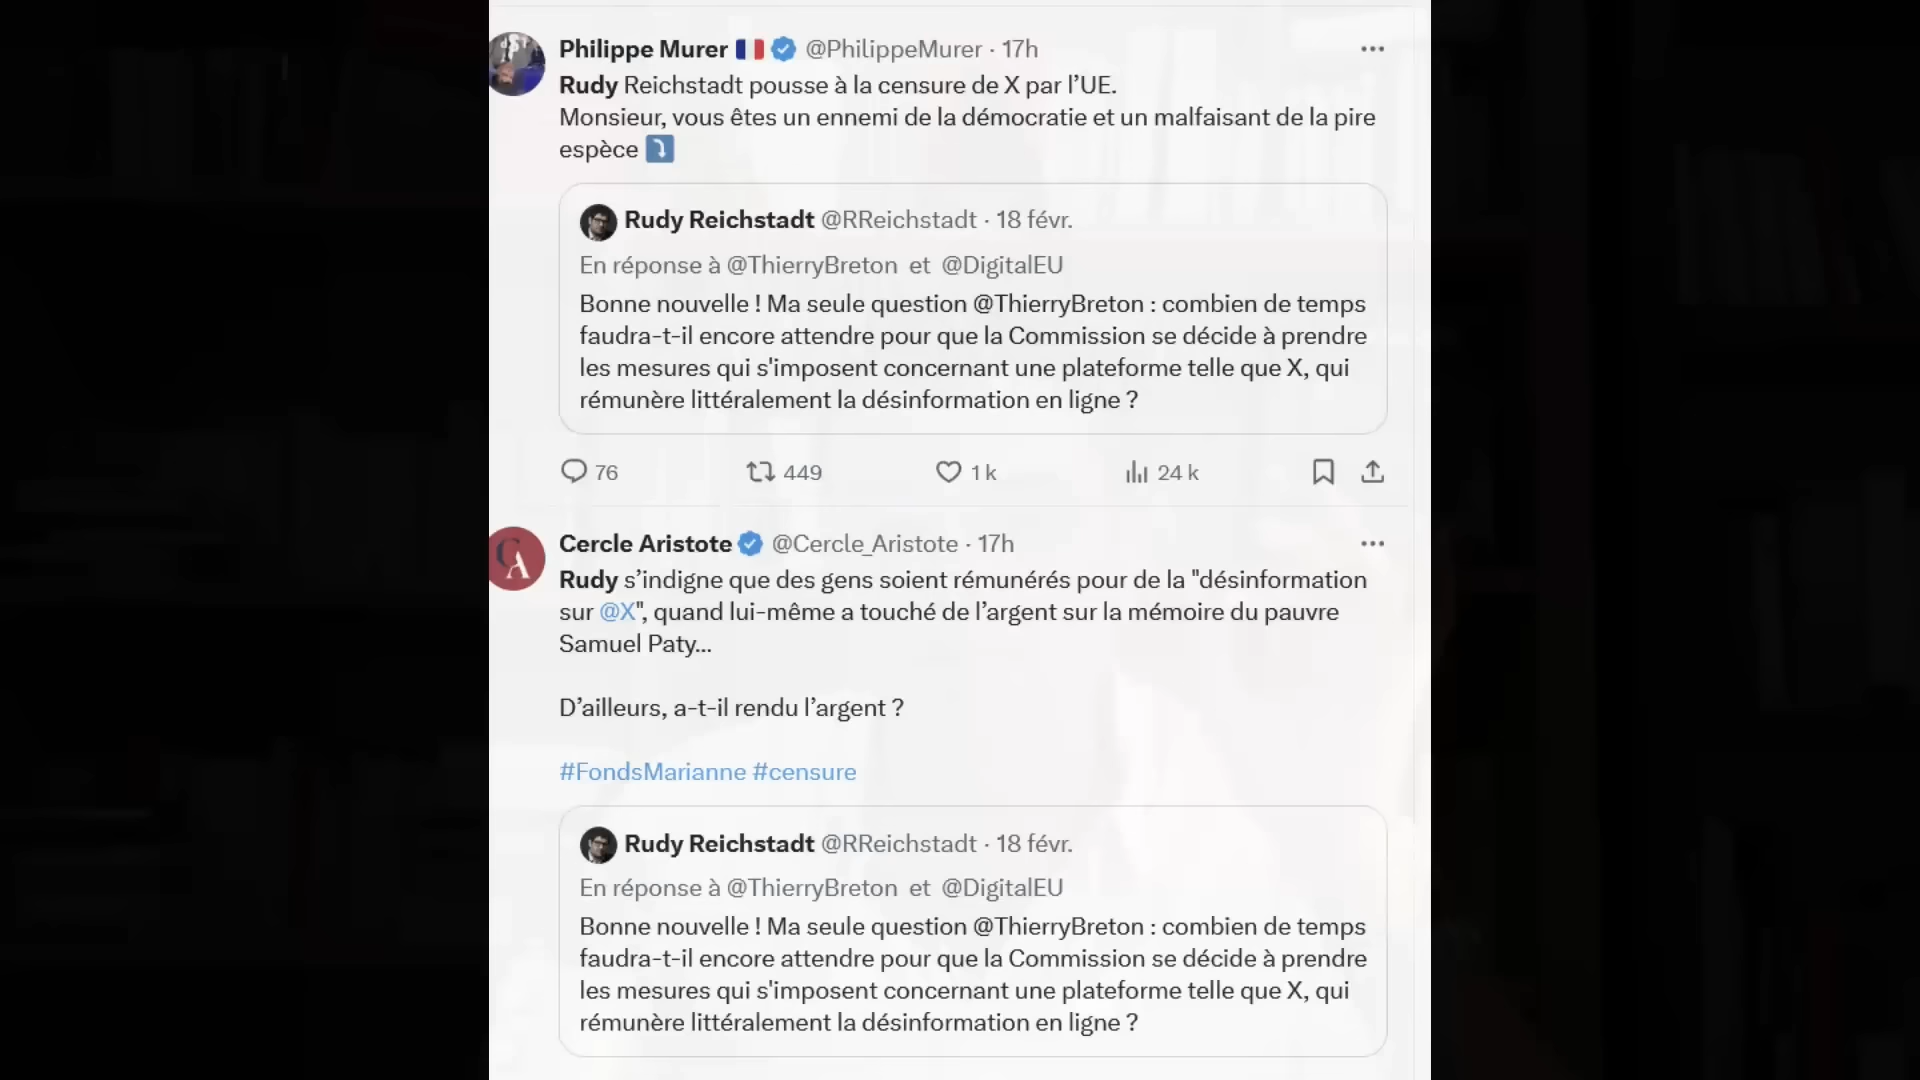 Philippe Murer 🇫🇷 @PhilippeMurer · 17h
Rudy Reichstadt pousse à la censure de X par l’UE.
Monsieur, vous êtes un ennemi de la démocratie et un malfaisant de la pire
espèce ⤵️
Rudy Reichstadt @RReichstadt · 18 févr.
En réponse à @ThierryBreton et @DigitalEU
Bonne nouvelle ! Ma seule question @ThierryBreton : combien de temps
faudra-t-il encore attendre pour que la Commission se décide à prendre
les mesures qui s'imposent concernant une plateforme telle que X, qui
rémunère littéralement la désinformation en ligne ?
76 449 1 k 24 k
CA
Cercle Aristote @Cercle_Aristote · 17h
Rudy s’indigne que des gens soient rémunérés pour de la "désinformation
sur @X", quand lui-même a touché de l’argent sur la mémoire du pauvre
Samuel Paty...
D’ailleurs, a-t-il rendu l’argent ?
#FondsMarianne #censure
Rudy Reichstadt @RReichstadt · 18 févr.
En réponse à @ThierryBreton et @DigitalEU
Bonne nouvelle ! Ma seule question @ThierryBreton : combien de temps
faudra-t-il encore attendre pour que la Commission se décide à prendre
les mesures qui s'imposent concernant une plateforme telle que X, qui
rémunère littéralement la désinformation en ligne ?